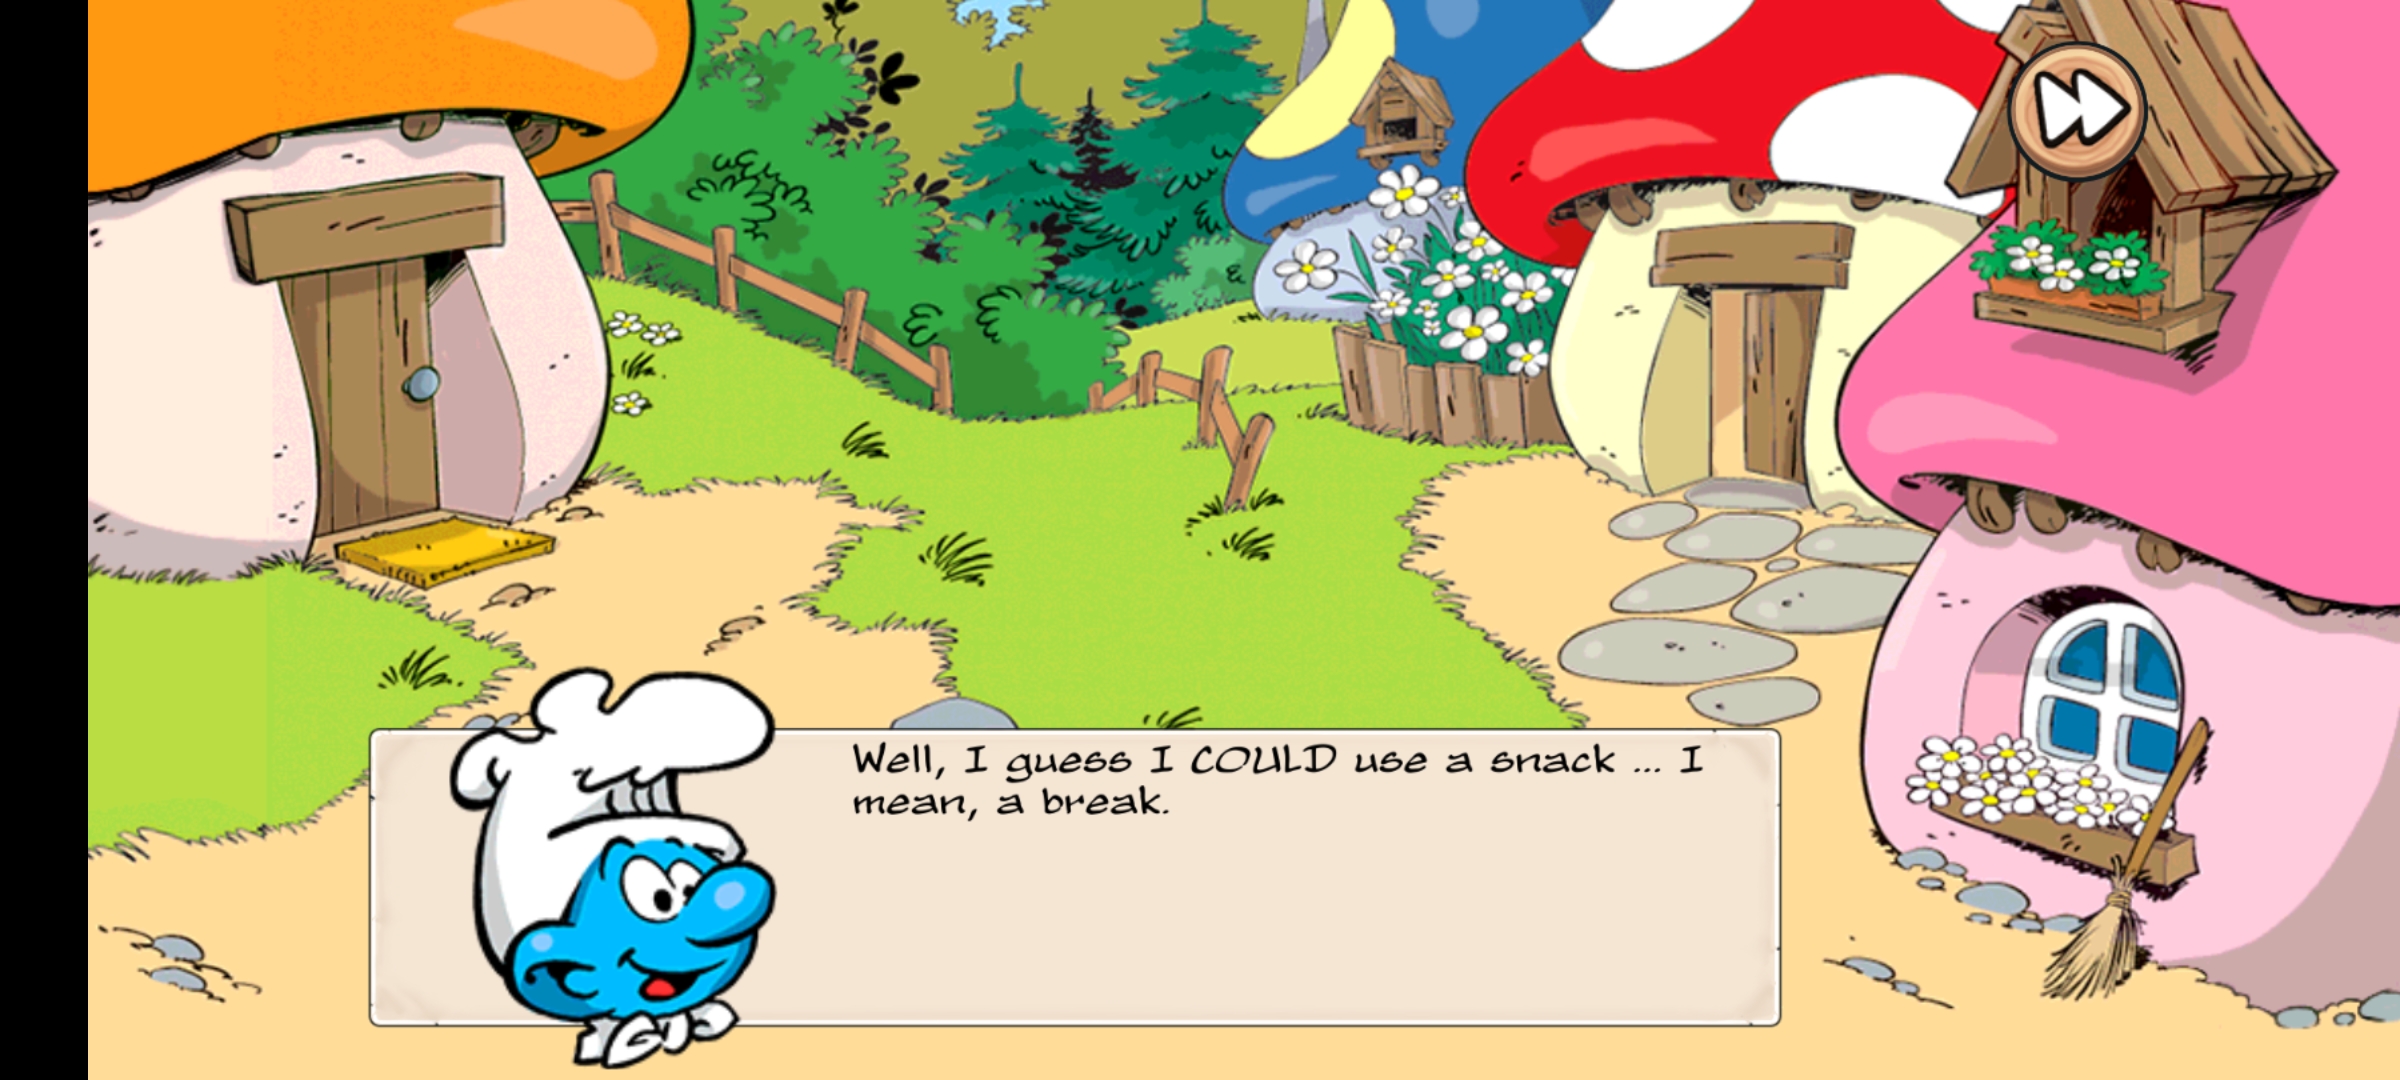 Well, I guess I COULD use a snack ... I
mean, a break.